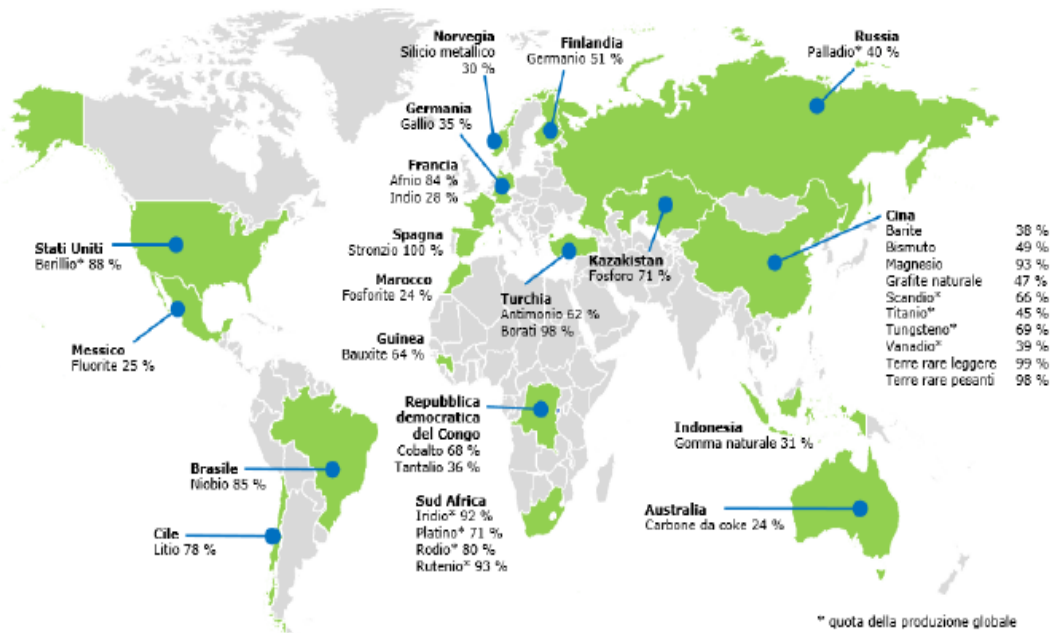 Norvegia
Silicio metallico
30 %
Finlandia
Germanio 51 %
Russia
Palladio* 40 %
Germania
Gallio 35 %
Francia
Afnio 84 %
Indio 28 %
Spagna
Stronzio 100 %
Marocco
Fosforite 24 %
Guinea
Bauxite 64 %
Stati Uniti
Berillio* 88 %
Messico
Fluorite 25 %
Turchia
Antimonio 62 %
Borati 98 %
Kazakistan
Fosforo 71 %
Cina
Barite 38 %
Bismuto 49 %
Magnesio 93 %
Grafite naturale 47 %
Scandio* 66 %
Titanio* 45 %
Tungsteno* 69 %
Vanadio* 39 %
Terre rare leggere 99 %
Terre rare pesanti 98 %
Repubblica
democratica
del Congo
Cobalto 68 %
Tantalio 36 %
Indonesia
Gomma naturale 31 %
Brasile
Niobio 85 %
Cile
Litio 78 %
Sud Africa
Iridio* 92 %
Platino* 71 %
Rodio* 80 %
Rutenio* 93 %
Australia
Carbone da coke 24 %
* quota della produzione globale